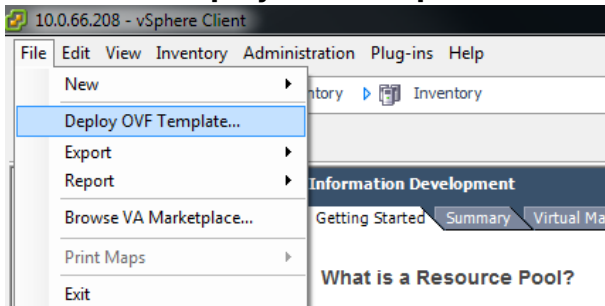 10.0.66.208 - vSphere Client
File Edit View Inventory Administration Plug-ins Help
New
Inventory
Deploy OVF Template...
Export
Report
Information Development
Browse VA Marketplace...
Getting Started Summary Virtual Ma
Print Maps
What is a Resource Pool?
Exit